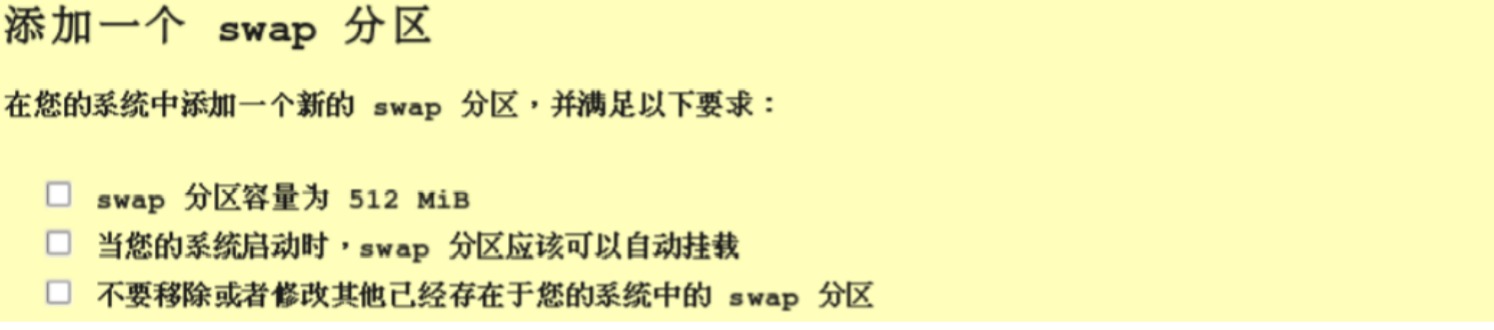 添加一个 swap 分区
在您的系统中添加一个新的 swap 分区，并满足以下要求：
swap 分区容量为 512 MiB
当您的系统启动时，swap 分区应该可以自动挂载
不要移除或者修改其他已经存在于您的系统中的 swap 分区